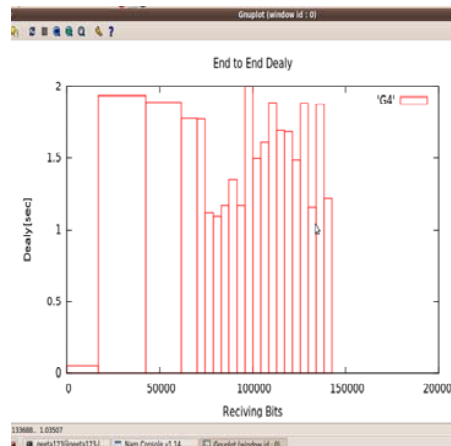 Gnuplot (window id : 0)
?
End to End Dealy
2
'G4'
1.5
1
0.5
0
Dealy[sec]
0
50000
100000
150000
20000
Reciving Bits
133688., 1.03507
Nam Console v1.14
Gnuplot (window id : 0)